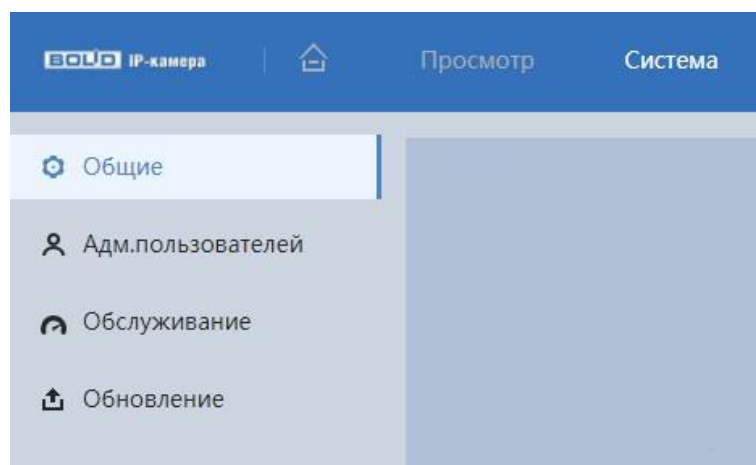 BOLID IP-камера
Просмотр
Система
Общие
Адм.пользователей
Обслуживание
Обновление